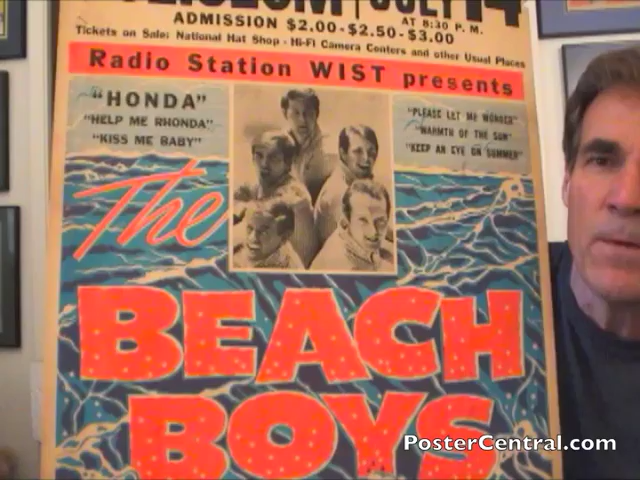 JULY 14
ADMISSION $2.00-$2.50-$3.00 AT 8:30 P. M.
Tickets on Sale: National Hat Shop - Hi-Fi Camera Centers and other Usual Places
Radio Station WIST presents
"HONDA"
"HELP ME RHONDA"
"KISS ME BABY"
"PLEASE LET ME WONDER"
"WARMTH OF THE SUN"
"KEEP AN EYE ON SUMMER"
The
BEACH
BOYS
PosterCentral.com